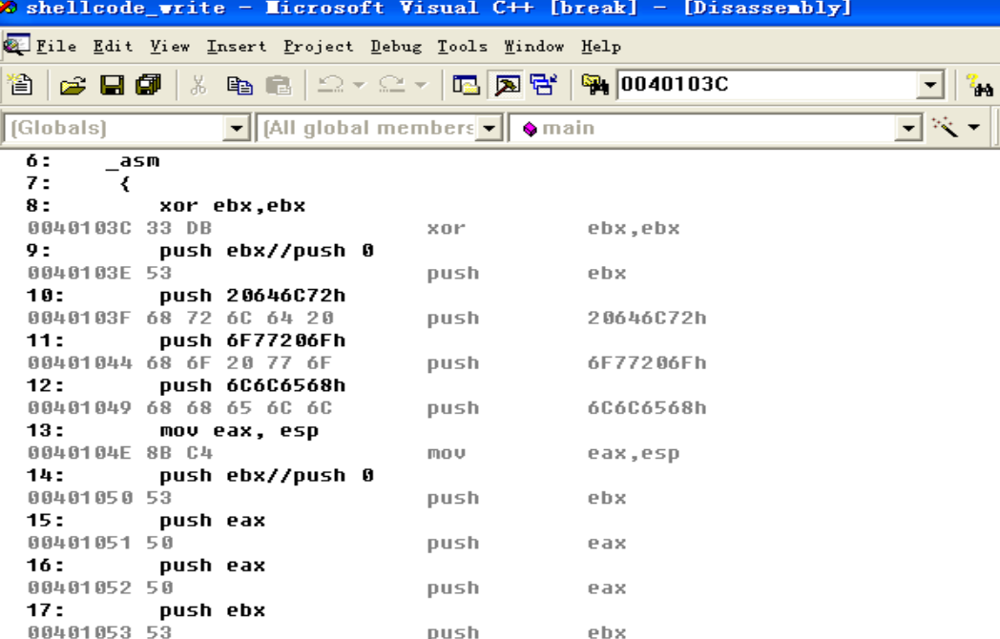 shellcode_write - Microsoft Visual C++ [break] - [Disassembly]
File Edit View Insert Project Debug Tools Window Help
0040103C
(Globals) (All global members main
6: _asm
7: {
8: xor ebx,ebx
0040103C 33 DB xor ebx,ebx
9: push ebx//push 0
0040103E 53 push ebx
10: push 20646C72h
0040103F 68 72 6C 64 20 push 20646C72h
11: push 6F77206Fh
00401044 68 6F 20 77 6F push 6F77206Fh
12: push 6C6C6568h
00401049 68 68 65 6C 6C push 6C6C6568h
13: mov eax, esp
0040104E 8B C4 mov eax,esp
14: push ebx//push 0
00401050 53 push ebx
15: push eax
00401051 50 push eax
16: push eax
00401052 50 push eax
17: push ebx
00401053 53 push ebx